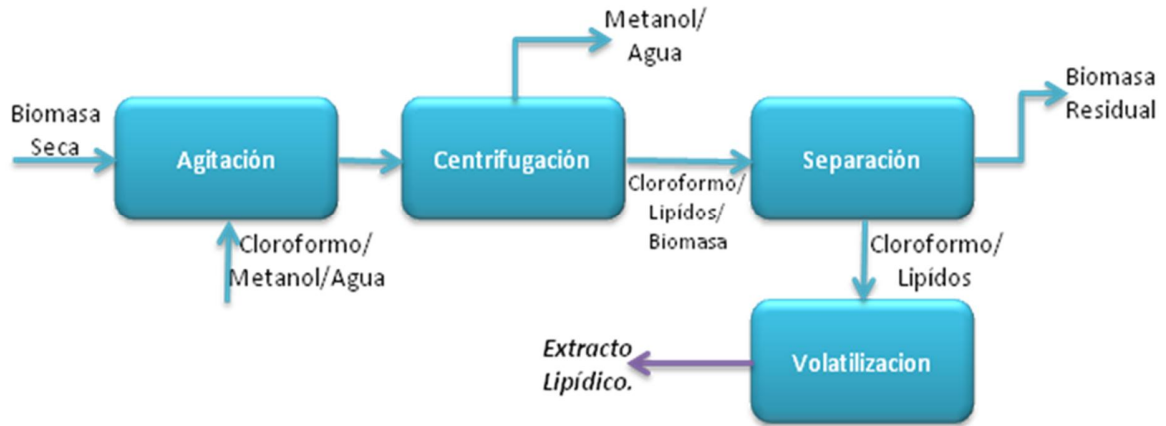 Metanol/
Agua
Biomasa
Seca
Agitación
Centrifugación
Cloroformo/
Lipídos/
Biomasa
Separación
Biomasa
Residual
Cloroformo/
Metanol/Agua
Cloroformo/
Lipídos
Volatilizacion
Extracto
Lipídico.